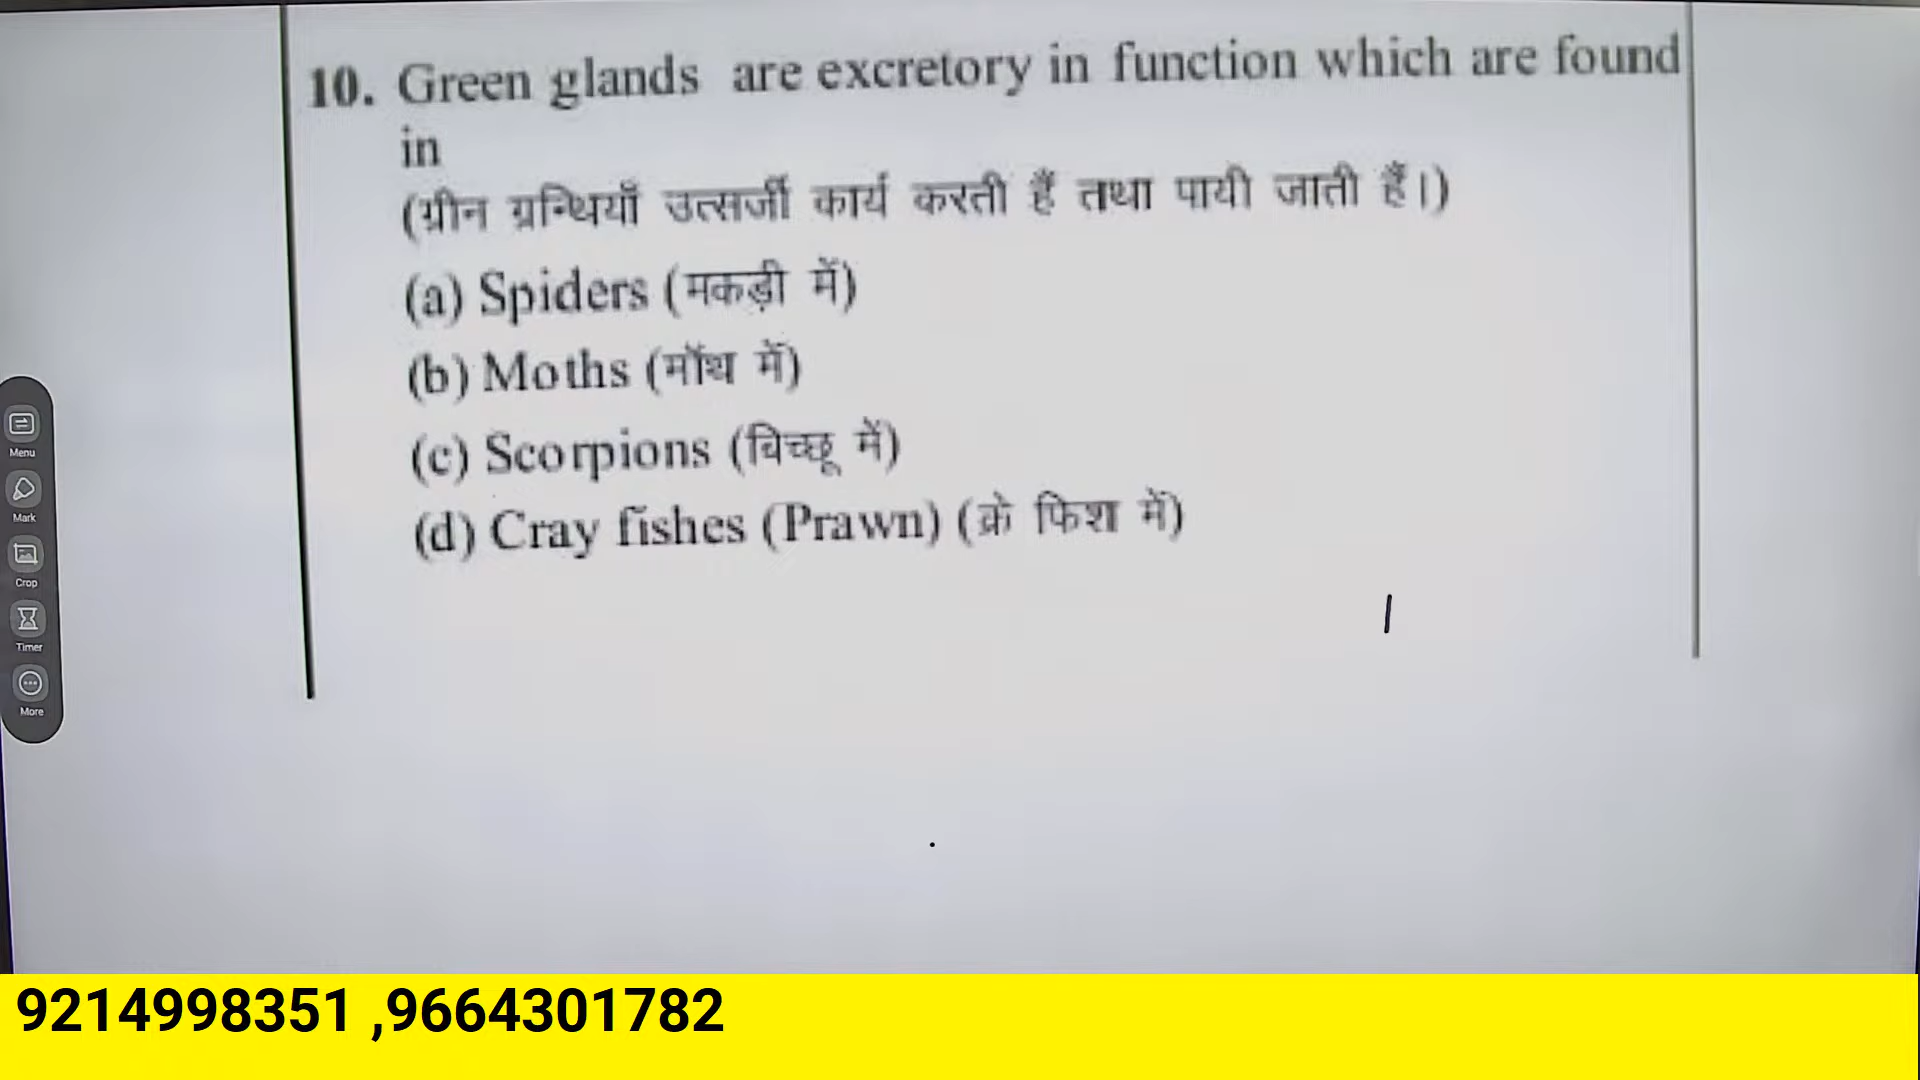 10. Green glands are excretory in function which are found
in
(ग्रीन ग्रन्थियाँ उत्सर्जी कार्य करती हैं तथा पायी जाती हैं।)
(a) Spiders (मकड़ी में)
(b) Moths (मॉथ में)
(c) Scorpions (बिच्छू में)
(d) Cray fishes (Prawn) (क्रे फिश में)
Menu
Mark
Crop
Timer
More
9214998351 ,9664301782